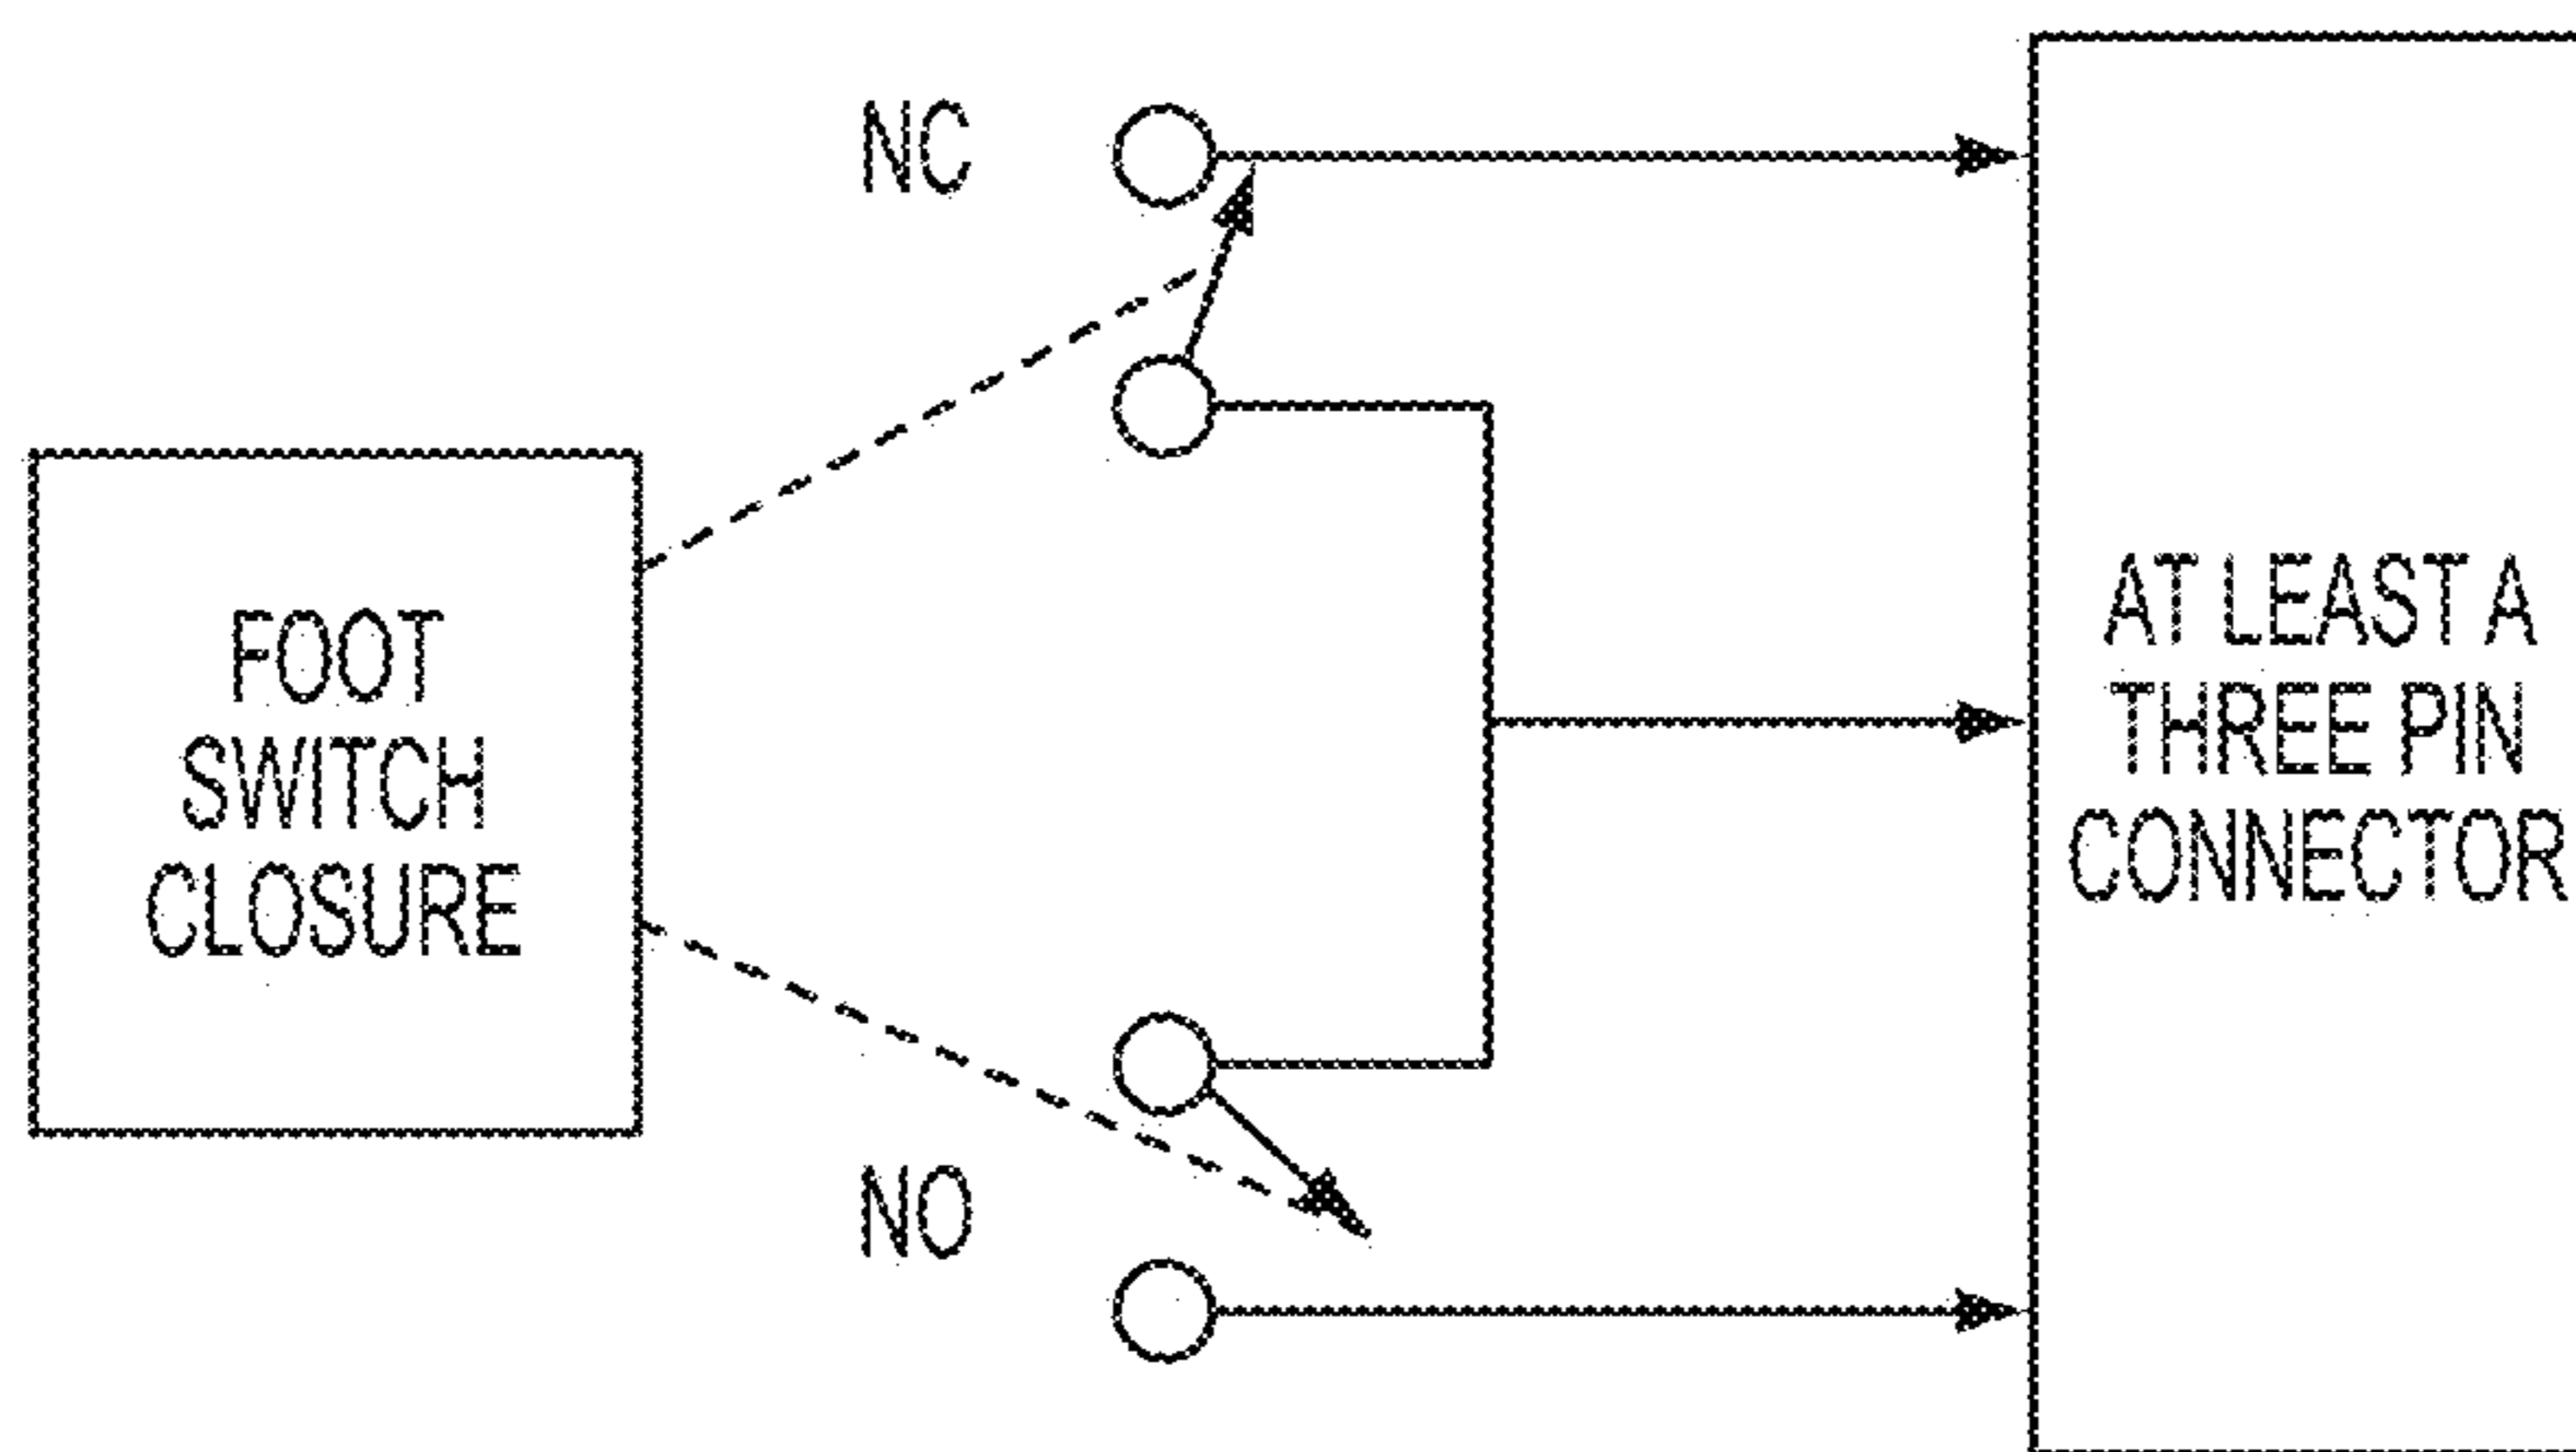 NC
FOOT
SWITCH
CLOSURE
NO
AT LEAST A
THREE PIN
CONNECTOR